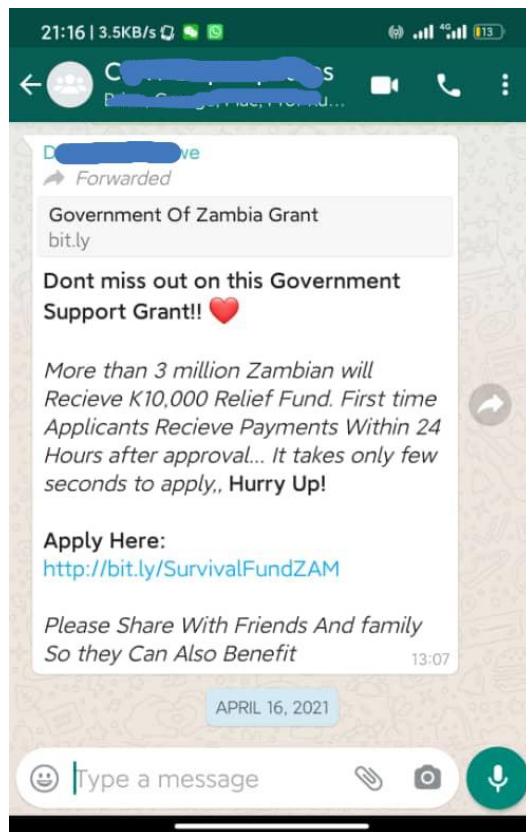 21:16 | 3.5KB/s
4G
13
Forwarded
Government Of Zambia Grant
bit.ly
Dont miss out on this Government
Support Grant!! ❤️
More than 3 million Zambian will
Recieve K10,000 Relief Fund. First time
Applicants Recieve Payments Within 24
Hours after approval... It takes only few
seconds to apply,, Hurry Up!
Apply Here:
http://bit.ly/SurvivalFundZAM
Please Share With Friends And family
So they Can Also Benefit
13:07
APRIL 16, 2021
Type a message